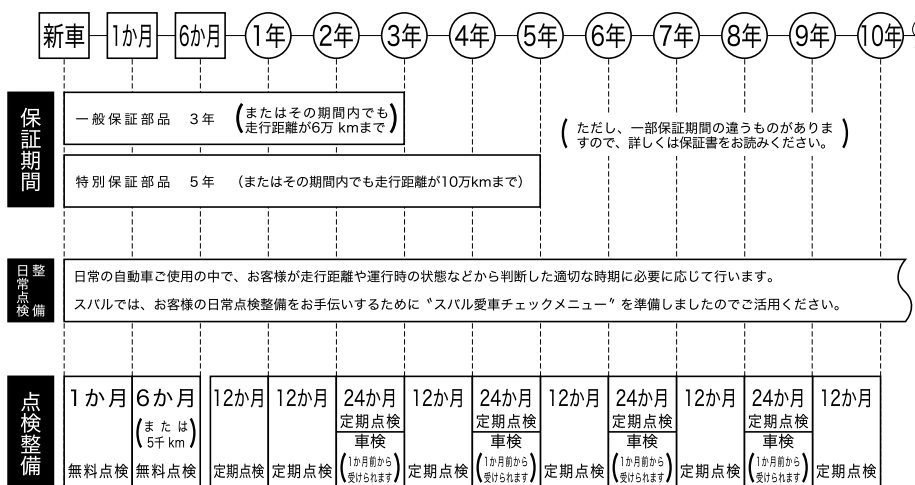 新車 1か月 6か月 1年 2年 3年 4年 5年 6年 7年 8年 9年 10年
保証期間
一般保証部品 3年 (またはその期間内でも
走行距離が6万kmまで)
(ただし、一部保証期間の違うものがありま
すので、詳しくは保証書をお読みください。)
特別保証部品 5年 (またはその期間内でも走行距離が10万kmまで)
日常点検
整備
日常の自動車ご使用の中で、お客様が走行距離や運行時の状態などから判断した適切な時期に必要に応じて行います。
スバルでは、お客様の日常点検整備をお手伝いするために〝スバル愛車チェックメニュー〟を準備しましたのでご活用ください。
点検整備
1か月
無料点検
6か月
(または
5千km)
無料点検
12か月
定期点検
12か月
定期点検
24か月
定期点検
車検
(1か月前から
受けられます)
12か月
定期点検
24か月
定期点検
車検
(1か月前から
受けられます)
12か月
定期点検
24か月
定期点検
車検
(1か月前から
受けられます)
12か月
定期点検
24か月
定期点検
車検
(1か月前から
受けられます)
12か月
定期点検